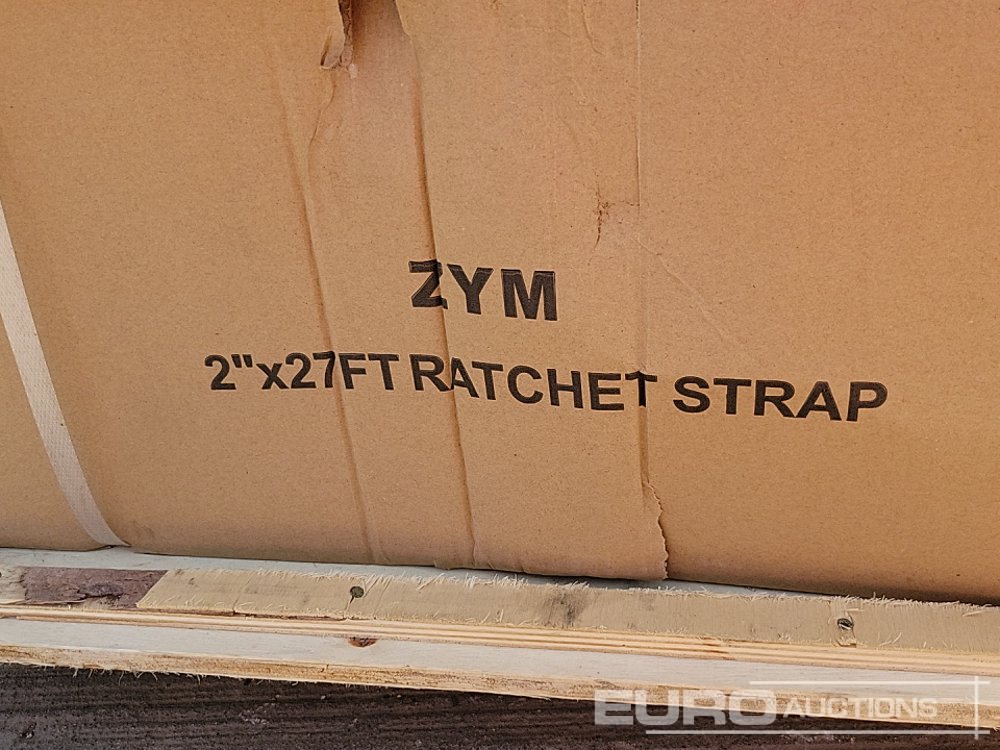 ZYM
2"x27FT RATCHET STRAP
EURO AUCTIONS